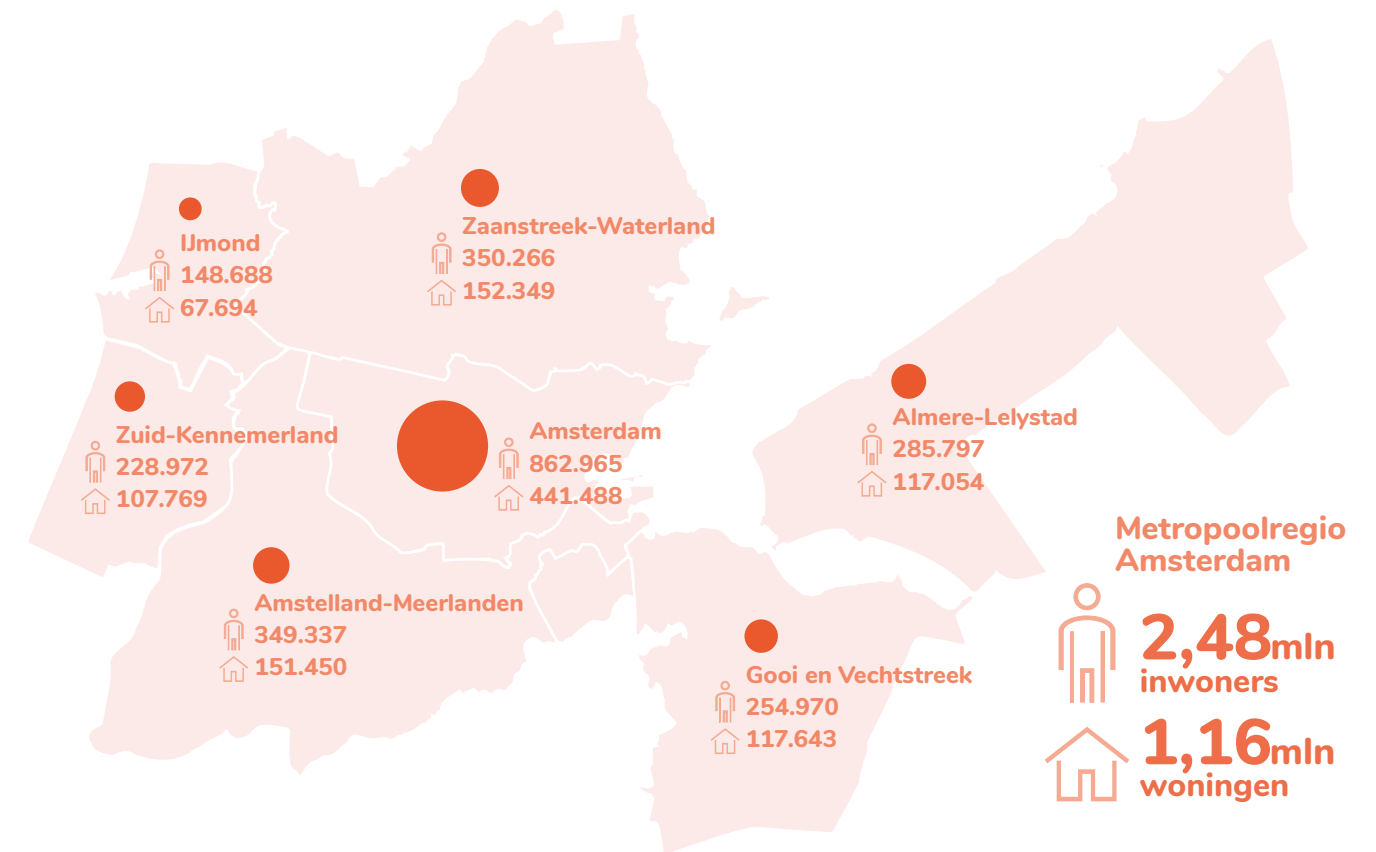 IJmond
148.688
67.694
Zaanstreek-Waterland
350.266
152.349
Zuid-Kennemerland
228.972
107.769
Amsterdam
862.965
441.488
Almere-Lelystad
285.797
117.054
Amstelland-Meerlanden
349.337
151.450
Gooi en Vechtstreek
254.970
117.643
Metropoolregio
Amsterdam
2,48mln
inwoners
1,16mln
woningen